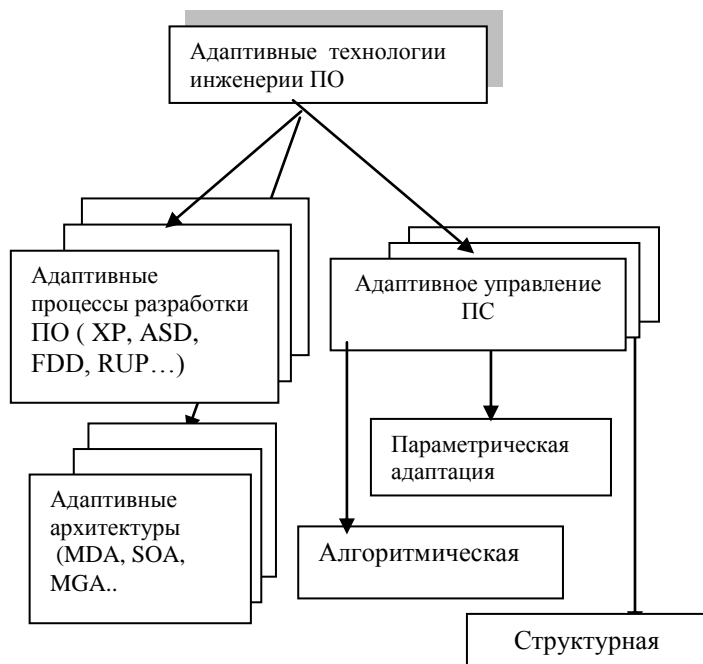 Адаптивные технологии
инженерии ПО
Адаптивные
процессы разработки
ПО ( XP, ASD,
FDD, RUP…)
Адаптивное управление
ПС
Параметрическая
адаптация
Адаптивные
архитектуры
(MDA, SOA,
MGA..
Алгоритмическая
Структурная